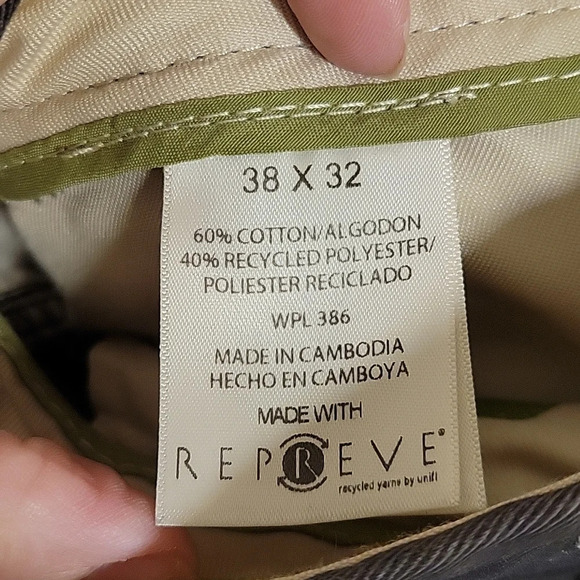 38 X 32
60% COTTON/ALGODON
40% RECYCLED POLYESTER/
POLIESTER RECICLADO
WPL 386
MADE IN CAMBODIA
HECHO EN CAMBOYA
MADE WITH
REPREVE®
recycled yarns by unifi